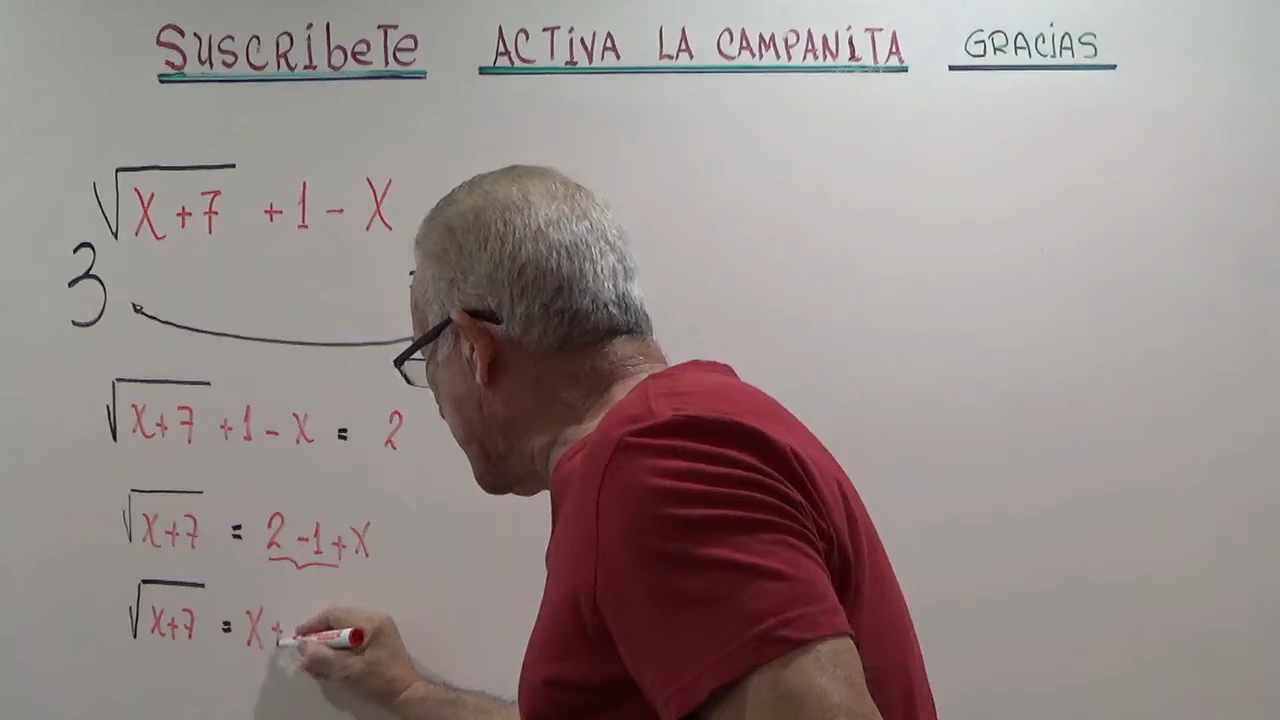 SUSCRÍBETE ACTIVA LA CAMPANITA GRACIAS
√x+7 +1-x
3
√x+7 +1-x = 2
√x+7 = 2-1+x
√x+7 = x+